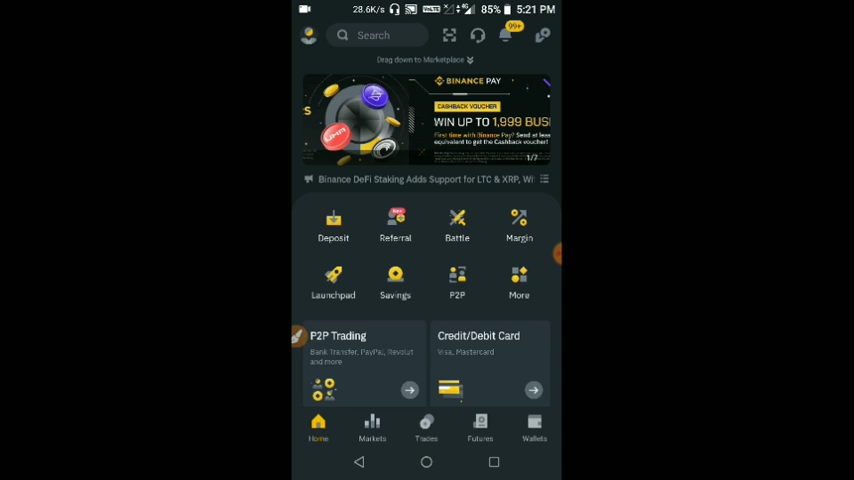 28.6K/s VoLTE 4G 85% 5:21 PM
Search
99+
Drag down to Marketplace
BINANCE PAY
CASHBACK VOUCHER
WIN UP TO 1,999 BUS
First time with Binance Pay? Send at leas
equivalent to get the Cashback voucher!
1/7
Binance DeFi Staking Adds Support for LTC & XRP, Wi
Deposit Referral Battle Margin
Launchpad Savings P2P More
P2P Trading
Bank Transfer, PayPal, Revolut
and more
Credit/Debit Card
Visa, Mastercard
Home Markets Trades Futures Wallets